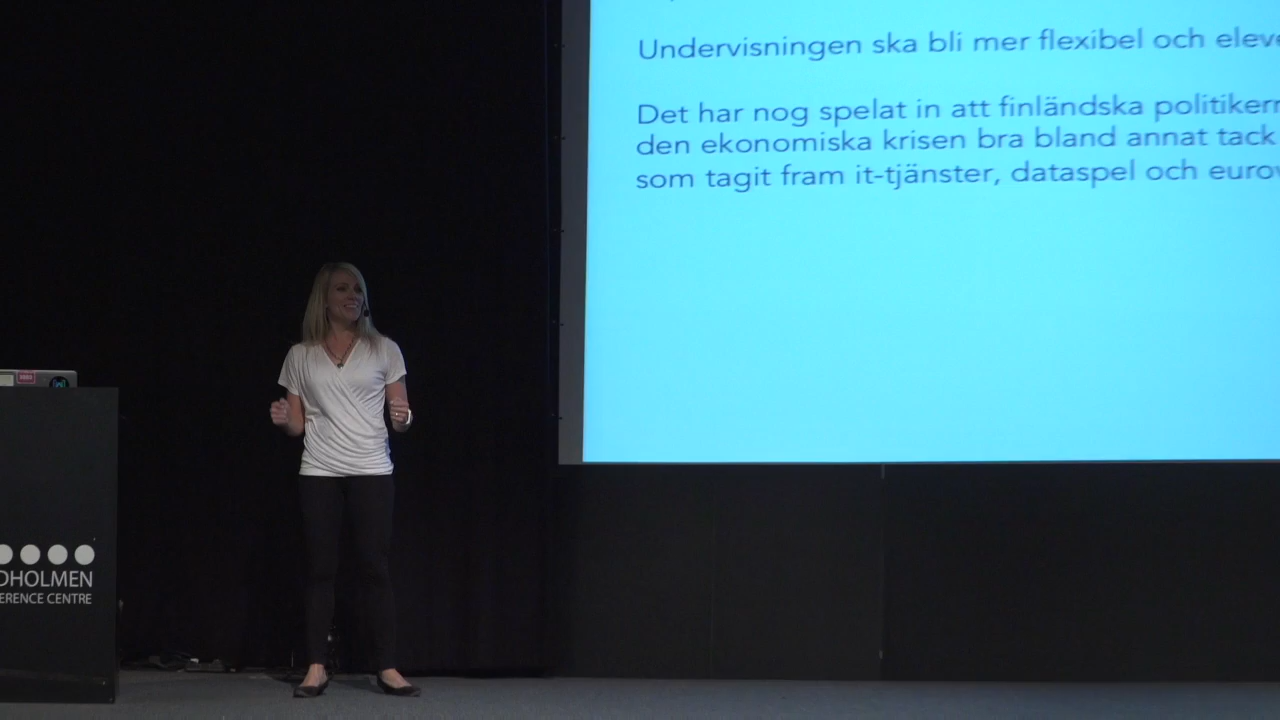 Undervisningen ska bli mer flexibel och eleve
Det har nog spelat in att finländska politikern
den ekonomiska krisen bra bland annat tack
som tagit fram it-tjänster, dataspel och eurov
DHOLMEN
ERENCE CENTRE